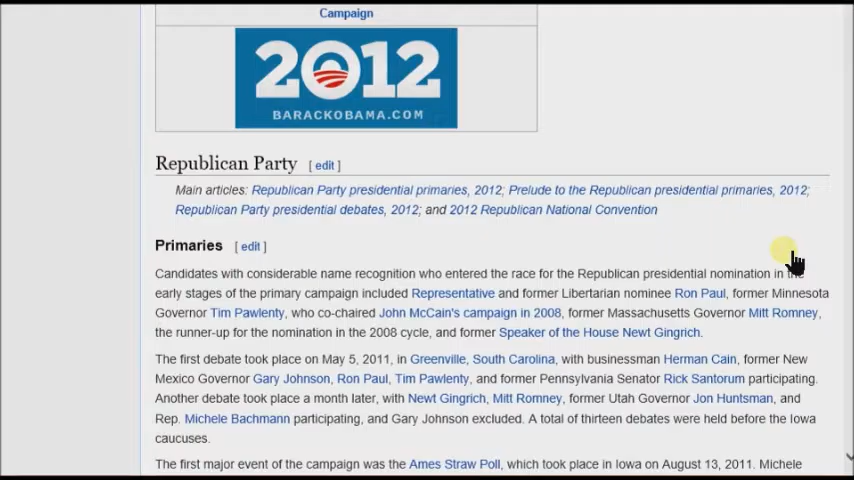 Campaign
2012
BARACKOBAMA.COM
Republican Party [ edit ]
Main articles: Republican Party presidential primaries, 2012; Prelude to the Republican presidential primaries, 2012;
Republican Party presidential debates, 2012; and 2012 Republican National Convention
Primaries [ edit ]
Candidates with considerable name recognition who entered the race for the Republican presidential nomination in the
early stages of the primary campaign included Representative and former Libertarian nominee Ron Paul, former Minnesota
Governor Tim Pawlenty, who co-chaired John McCain's campaign in 2008, former Massachusetts Governor Mitt Romney,
the runner-up for the nomination in the 2008 cycle, and former Speaker of the House Newt Gingrich.
The first debate took place on May 5, 2011, in Greenville, South Carolina, with businessman Herman Cain, former New
Mexico Governor Gary Johnson, Ron Paul, Tim Pawlenty, and former Pennsylvania Senator Rick Santorum participating.
Another debate took place a month later, with Newt Gingrich, Mitt Romney, former Utah Governor Jon Huntsman, and
Rep. Michele Bachmann participating, and Gary Johnson excluded. A total of thirteen debates were held before the Iowa
caucuses.
The first major event of the campaign was the Ames Straw Poll, which took place in Iowa on August 13, 2011. Michele